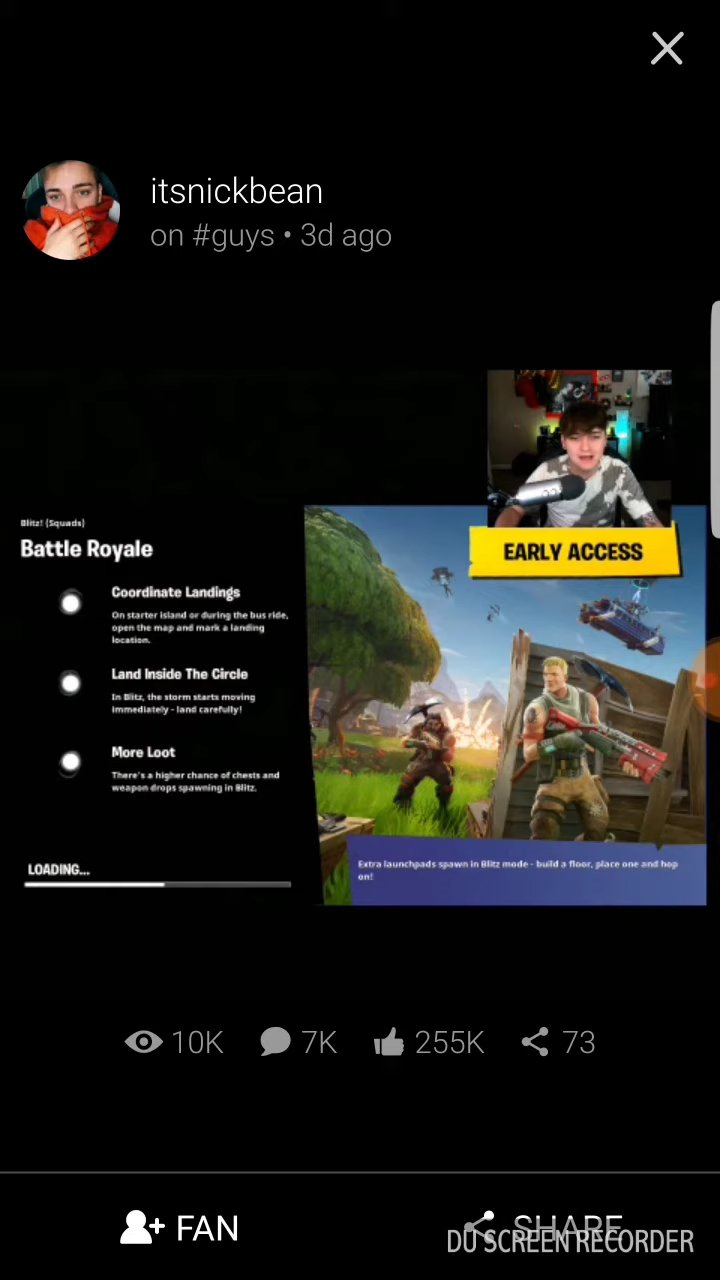 itsnickbean
on #guys • 3d ago
EARLY ACCESS
Blitz! (Squads)
Battle Royale
Coordinate Landings
On starter island or during the bus ride,
open the map and mark a landing
location.
Land Inside The Circle
In Blitz, the storm starts moving
immediately - land carefully!
More Loot
There's a higher chance of chests and
weapon drops spawning in Blitz.
LOADING...
Extra launchpads spawn in Blitz mode - build a floor, place one and hop
on!
10K 7K 255K 73
FAN SHARE
DU SCREEN RECORDER